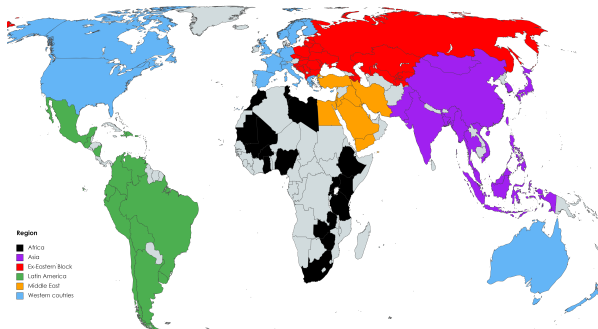 Region
Africa
Asia
Ex-Eastern Block
Latin America
Middle East
Western coutries